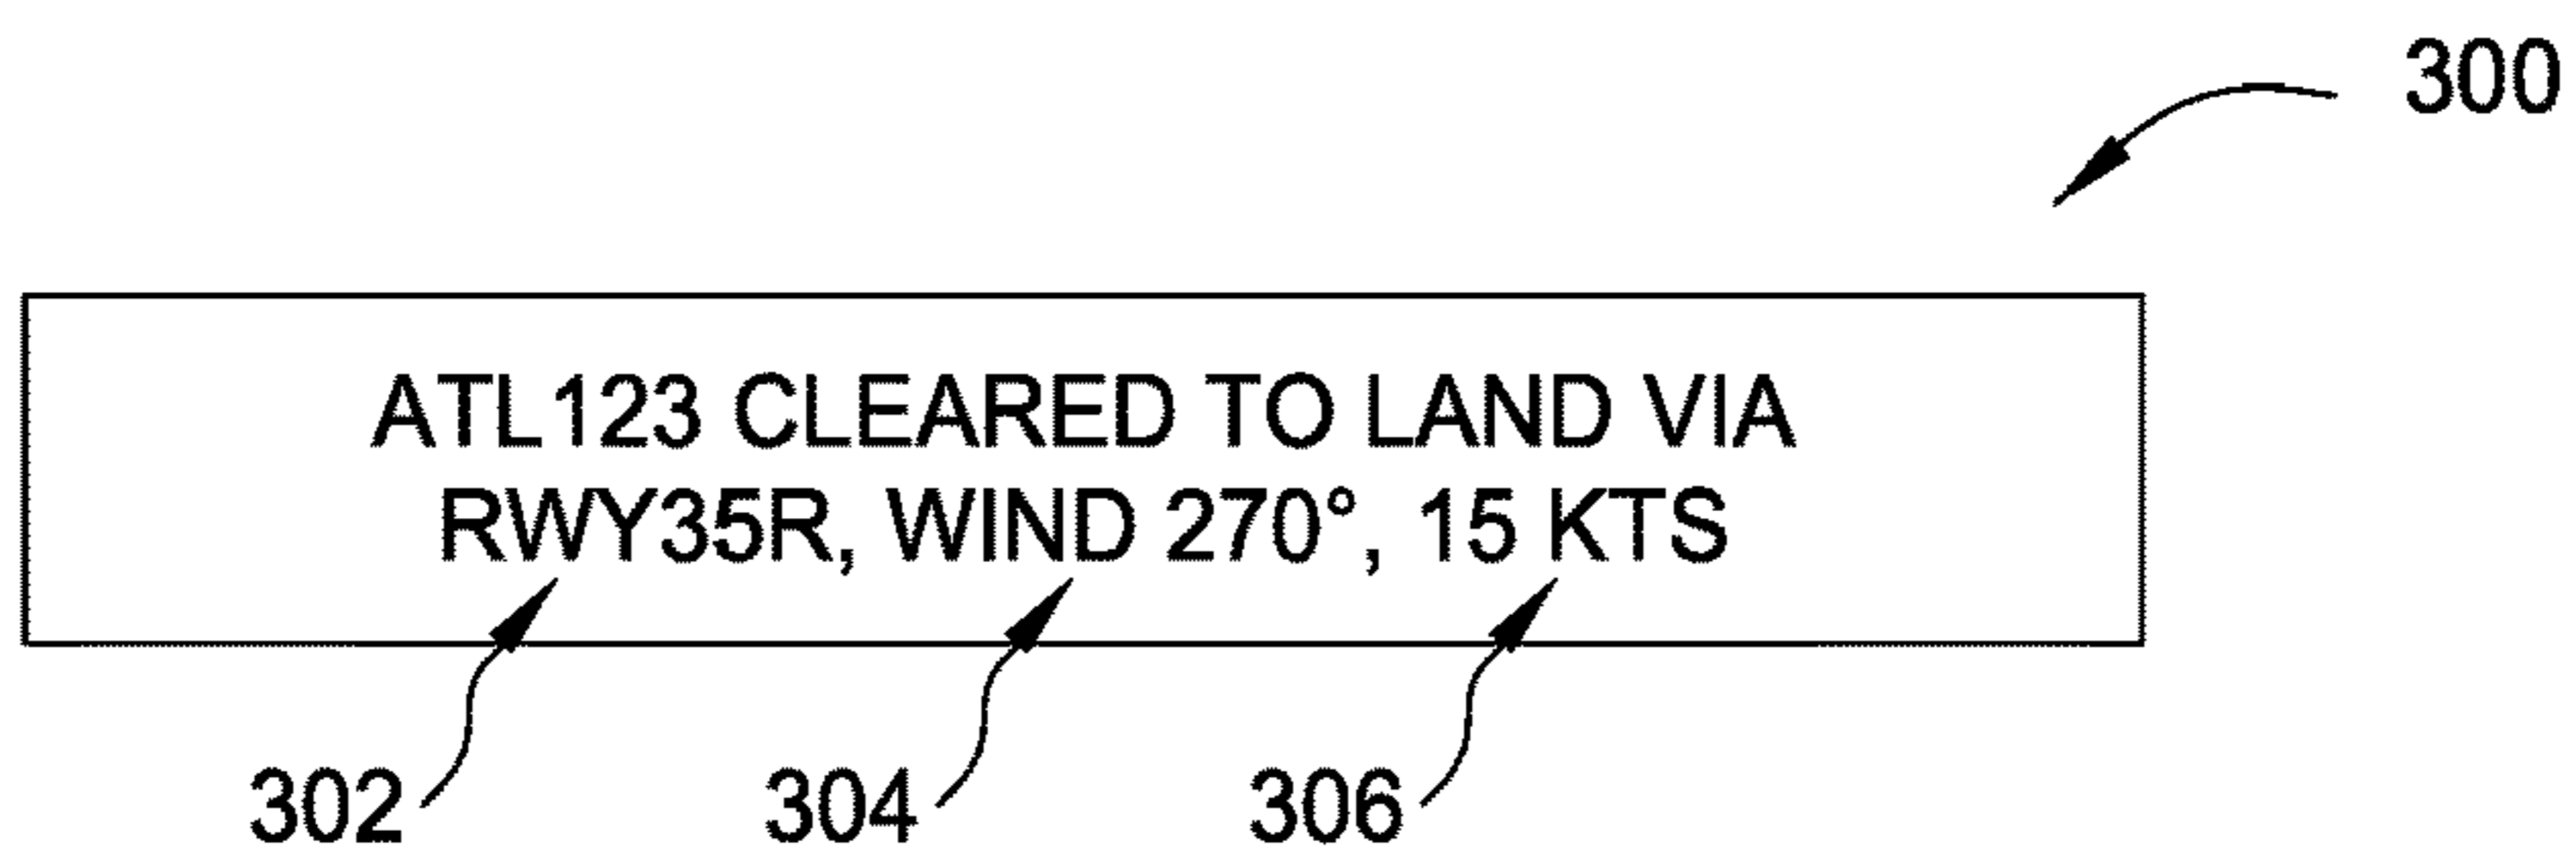 300
ATL123 CLEARED TO LAND VIA
RWY35R, WIND 270°, 15 KTS
302 304 306